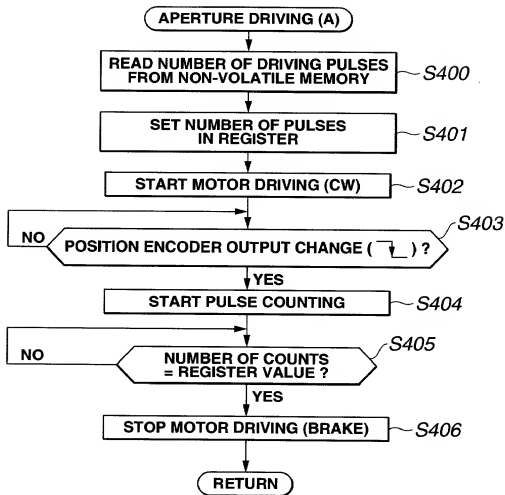 APERTURE DRIVING (A)
READ NUMBER OF DRIVING PULSES
FROM NON-VOLATILE MEMORY
S400
SET NUMBER OF PULSES
IN REGISTER
S401
START MOTOR DRIVING (CW)
S402
S403
NO
POSITION ENCODER OUTPUT CHANGE ( ) ?
YES
START PULSE COUNTING
S404
S405
NO
NUMBER OF COUNTS
= REGISTER VALUE ?
YES
STOP MOTOR DRIVING (BRAKE)
S406
RETURN